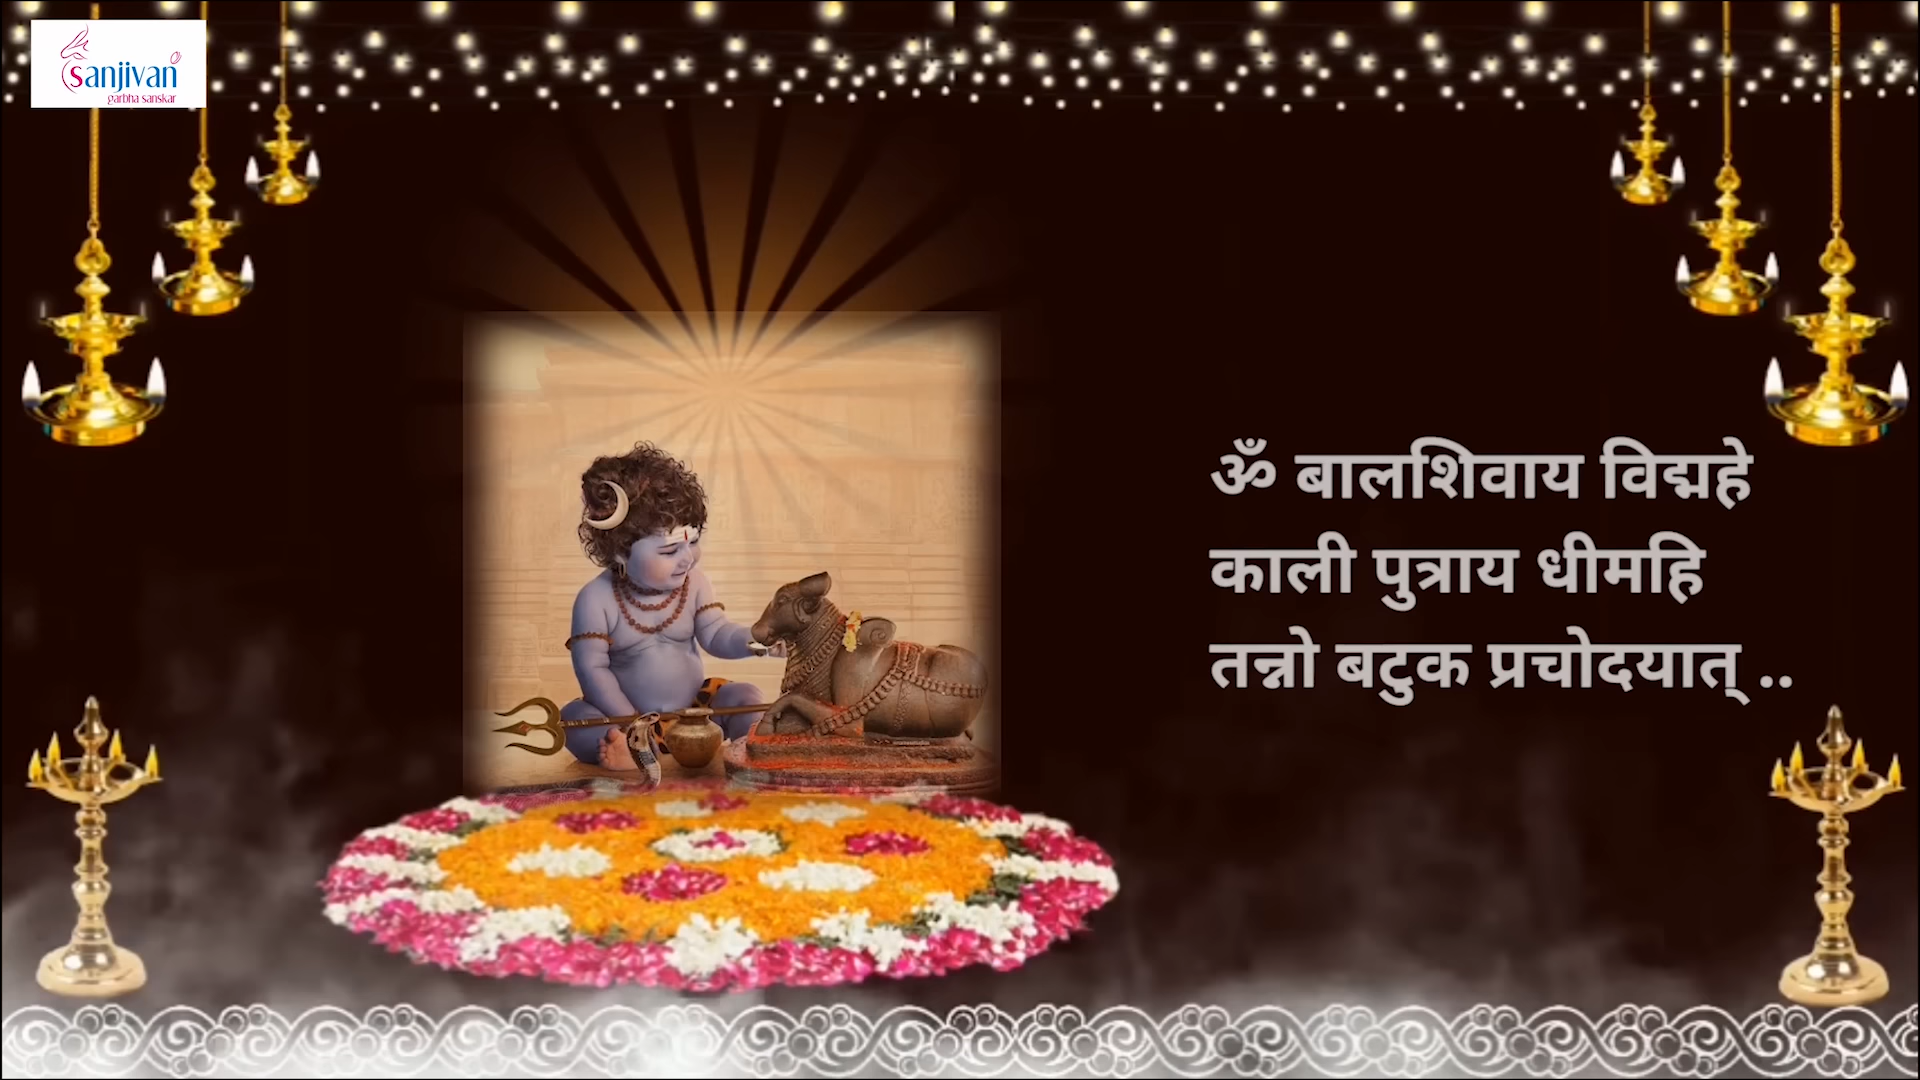 sanjivan
garbha sanskar
ॐ बालशिवाय विद्महे
काली पुत्राय धीमहि
तन्नो बटुक प्रचोदयात् ..